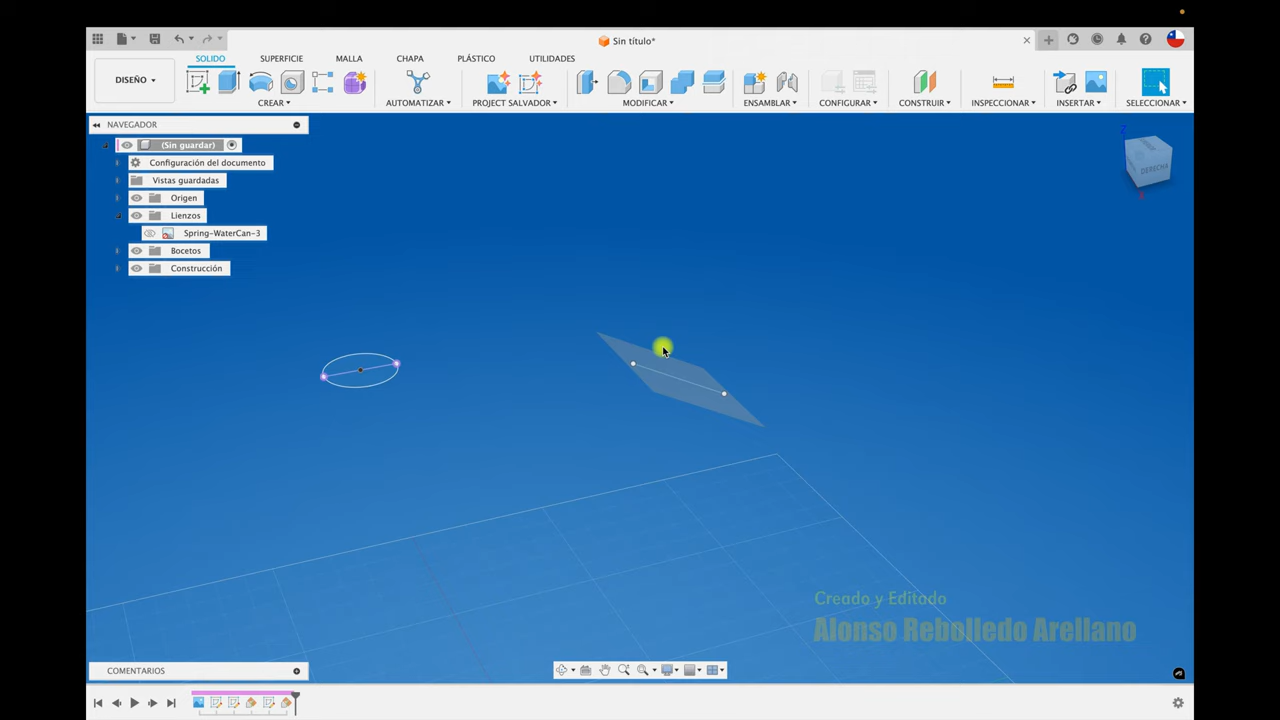 Sin título*
SOLIDO SUPERFICIE MALLA CHAPA PLÁSTICO UTILIDADES
DISEÑO
CREAR AUTOMATIZAR PROJECT SALVADOR MODIFICAR ENSAMBLAR CONFIGURAR CONSTRUIR INSPECCIONAR INSERTAR SELECCIONAR
NAVEGADOR
(Sin guardar)
Configuración del documento
Vistas guardadas
Origen
Lienzos
Spring-WaterCan-3
Bocetos
Construcción
Z
DERECHA
X
Creado y Editado
Alonso Rebolledo Arellano
COMENTARIOS